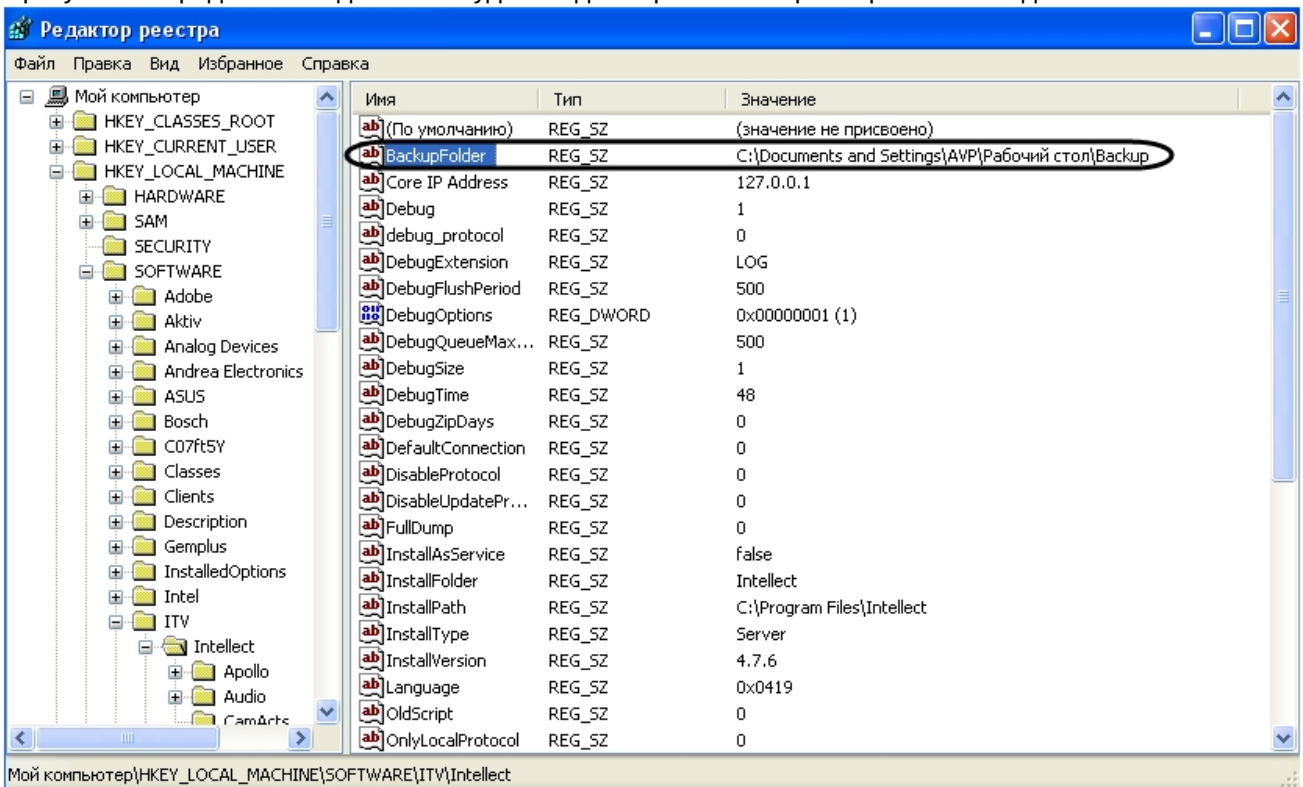 Редактор реестра
Файл Правка Вид Избранное Справка
Мой компьютер
HKEY_CLASSES_ROOT
HKEY_CURRENT_USER
HKEY_LOCAL_MACHINE
HARDWARE
SAM
SECURITY
SOFTWARE
Adobe
Aktiv
Analog Devices
Andrea Electronics
ASUS
Bosch
C07ft5Y
Classes
Clients
Description
Gemplus
InstalledOptions
Intel
ITV
Intellect
Apollo
Audio
CamActs
Имя Тип Значение
(По умолчанию) REG_SZ (значение не присвоено)
BackupFolder REG_SZ C:\Documents and Settings\AVP\Рабочий стол\Backup
Core IP Address REG_SZ 127.0.0.1
Debug REG_SZ 1
debug_protocol REG_SZ 0
DebugExtension REG_SZ LOG
DebugFlushPeriod REG_SZ 500
DebugOptions REG_DWORD 0x00000001 (1)
DebugQueueMax... REG_SZ 500
DebugSize REG_SZ 1
DebugTime REG_SZ 48
DebugZipDays REG_SZ 0
DefaultConnection REG_SZ 0
DisableProtocol REG_SZ 0
DisableUpdatePr... REG_SZ 0
FullDump REG_SZ 0
InstallAsService REG_SZ false
InstallFolder REG_SZ Intellect
InstallPath REG_SZ C:\Program Files\Intellect
InstallType REG_SZ Server
InstallVersion REG_SZ 4.7.6
Language REG_SZ 0x0419
OldScript REG_SZ 0
OnlyLocalProtocol REG_SZ 0
Мой компьютер\HKEY_LOCAL_MACHINE\SOFTWARE\ITV\Intellect